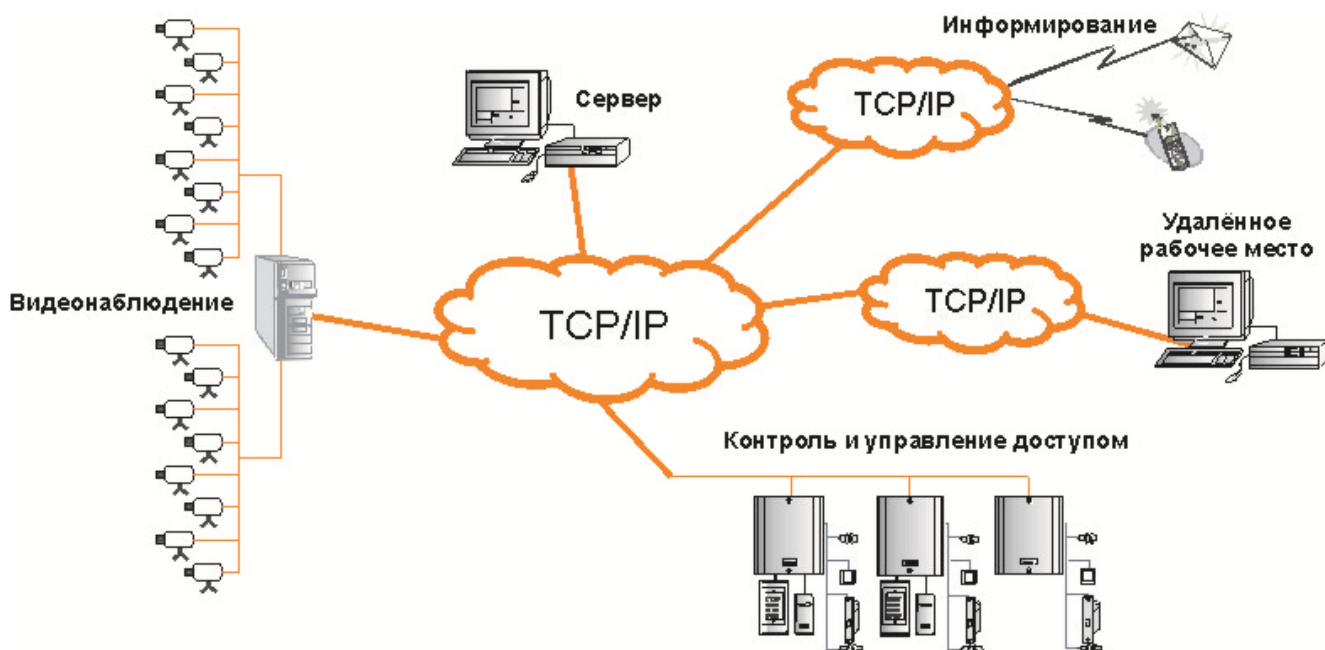 Информирование
TCP/IP
Сервер
Удалённое
рабочее место
TCP/IP
Видеонаблюдение
TCP/IP
Контроль и управление доступом